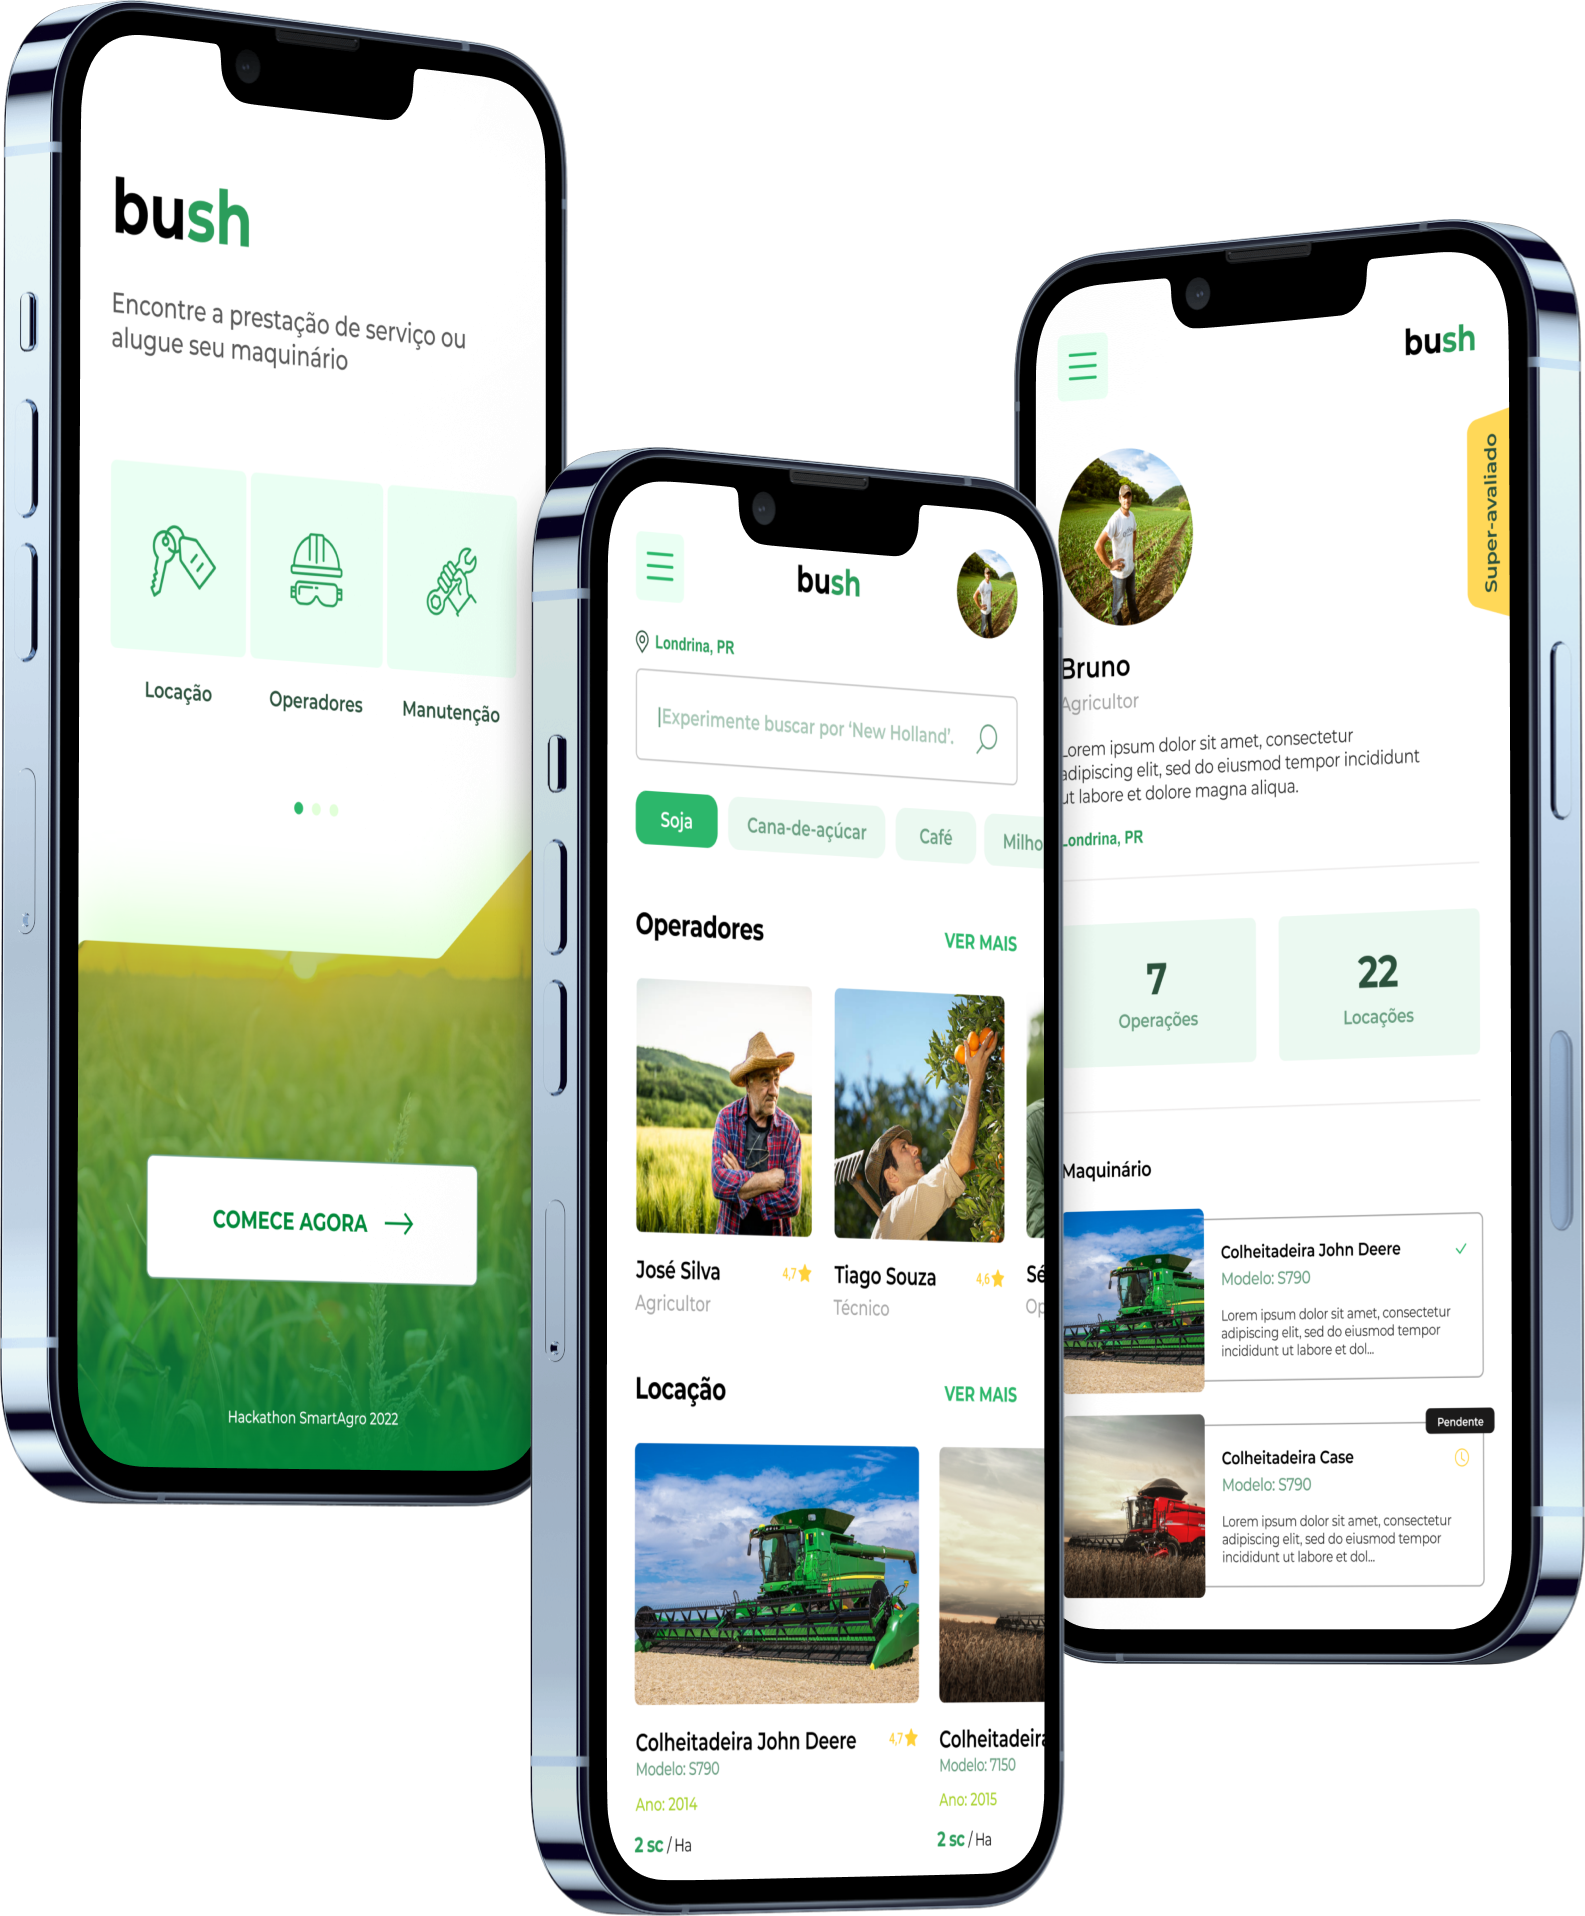 bush
Encontre a prestação de serviço ou
alugue seu maquinário
Locação
Operadores
Manutenção
COMECE AGORA
Hackathon SmartAgro 2022
bush
Londrina, PR
Experimente buscar por ‘New Holland’.
Soja
Cana-de-açúcar
Café
Milho
Operadores
VER MAIS
José Silva
4,7
Agricultor
Tiago Souza
4,6
Técnico
Sé
Op
Locação
VER MAIS
Colheitadeira John Deere
4,7
Modelo: S790
Ano: 2014
2 sc / Ha
Colheitadeira
Modelo: 7150
Ano: 2015
2 sc / Ha
bush
Super-avaliado
Bruno
Agricultor
Lorem ipsum dolor sit amet, consectetur
adipiscing elit, sed do eiusmod tempor incididunt
ut labore et dolore magna aliqua.
Londrina, PR
7
Operações
22
Locações
Maquinário
Colheitadeira John Deere
Modelo: S790
Lorem ipsum dolor sit amet, consectetur
adipiscing elit, sed do eiusmod tempor
incididunt ut labore et dol...
Pendente
Colheitadeira Case
Modelo: S790
Lorem ipsum dolor sit amet, consectetur
adipiscing elit, sed do eiusmod tempor
incididunt ut labore et dol...